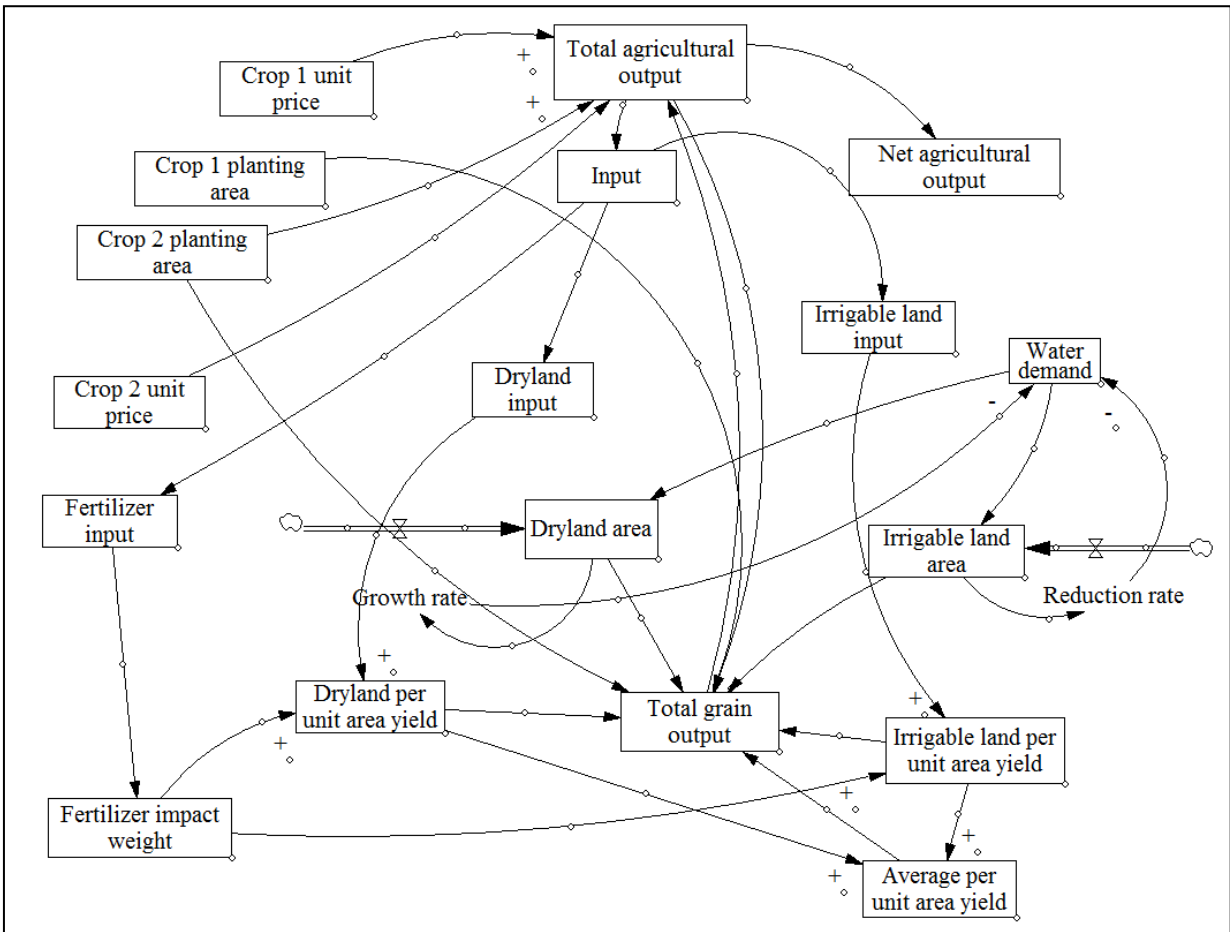 Total agricultural
output
Crop 1 unit
price
+
+
Crop 1 planting
area
Input
Net agricultural
output
Crop 2 planting
area
Irrigable land
input
Water
demand
Crop 2 unit
price
Dryland
input
-
-
Fertilizer
input
Dryland area
Irrigable land
area
Growth rate
Reduction rate
+
Dryland per
unit area yield
+
Total grain
output
+
Irrigable land per
unit area yield
Fertilizer impact
weight
+
+
+
Average per
unit area yield